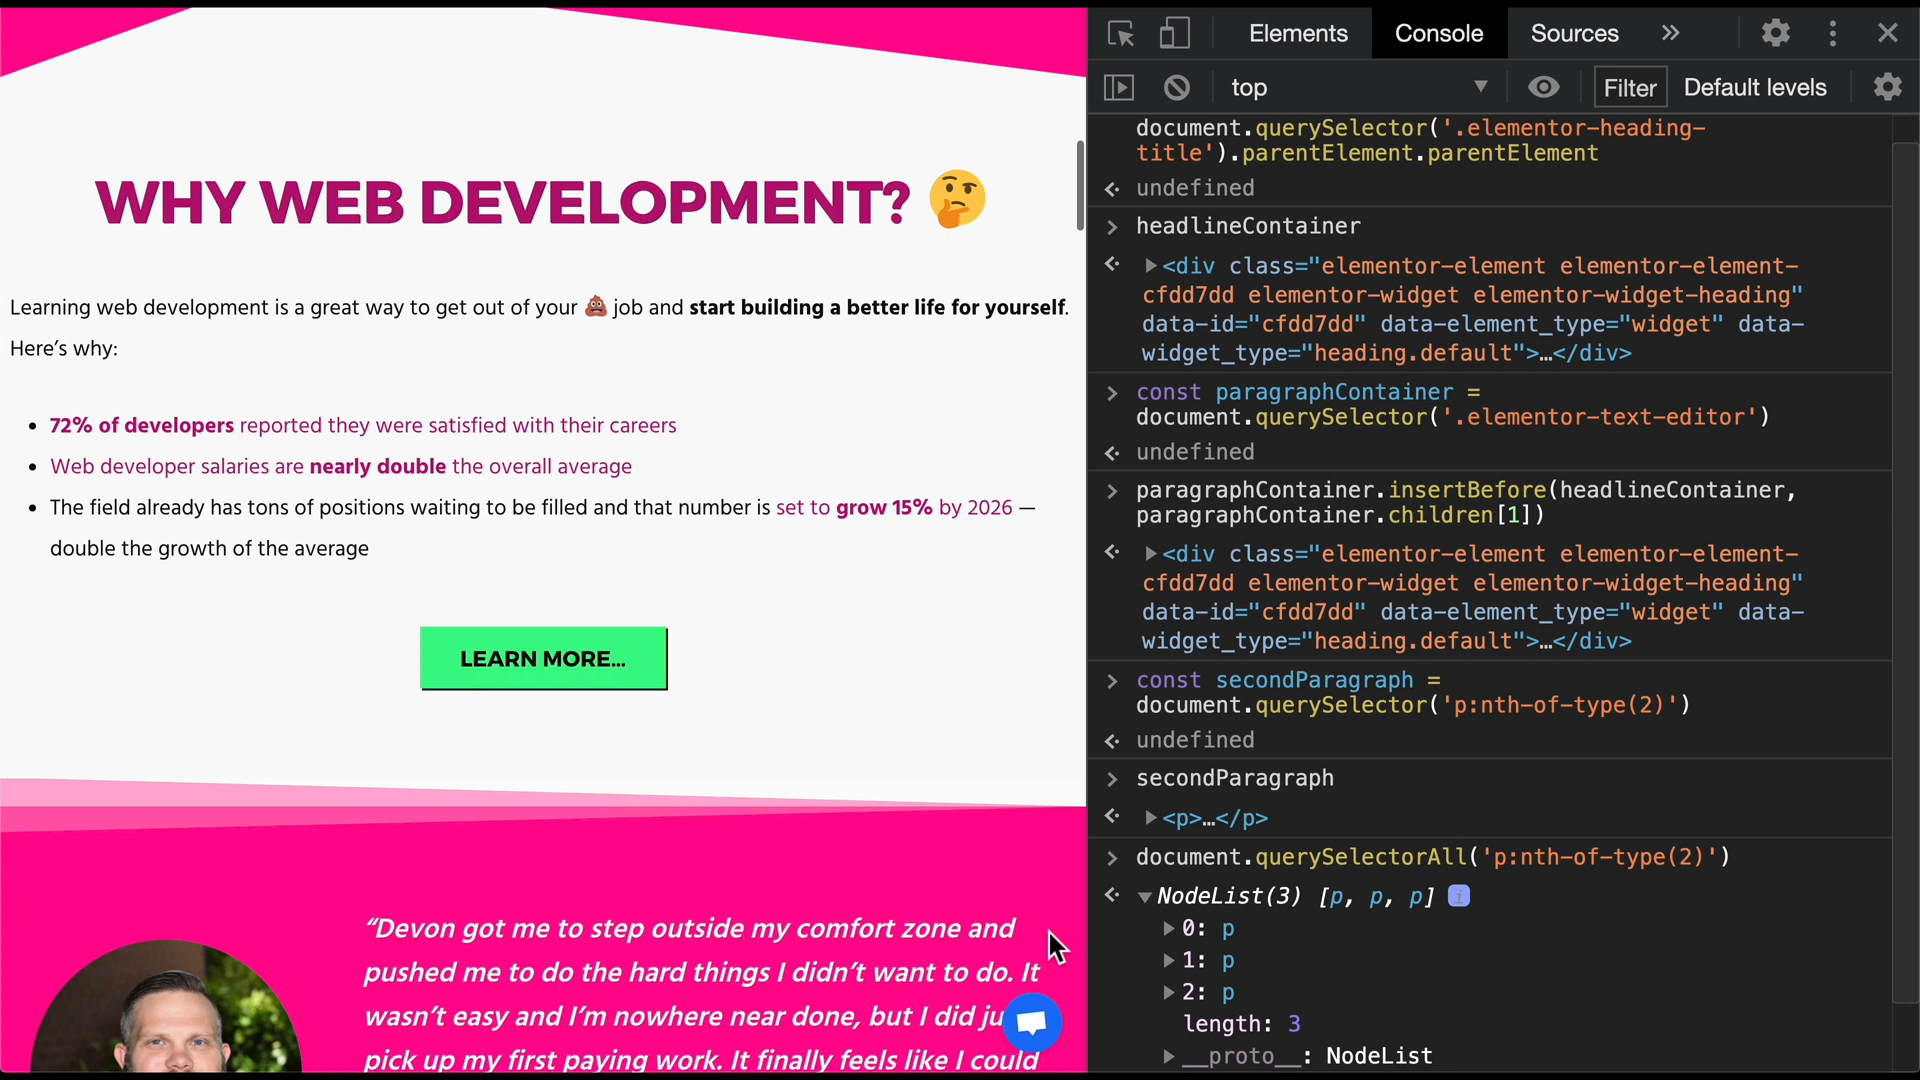 WHY WEB DEVELOPMENT? 🤔
Learning web development is a great way to get out of your 💩 job and start building a better life for yourself.
Here’s why:
• 72% of developers reported they were satisfied with their careers
• Web developer salaries are nearly double the overall average
• The field already has tons of positions waiting to be filled and that number is set to grow 15% by 2026 —
double the growth of the average
LEARN MORE...
“Devon got me to step outside my comfort zone and
pushed me to do the hard things I didn’t want to do. It
wasn’t easy and I’m nowhere near done, but I did ju
pick up my first paying work. It finally feels like I could
Elements Console Sources »
top ▼ Filter Default levels
document.querySelector('.elementor-heading-
title').parentElement.parentElement
undefined
headlineContainer
<div class="elementor-element elementor-element-
cfdd7dd elementor-widget elementor-widget-heading"
data-id="cfdd7dd" data-element_type="widget" data-
widget_type="heading.default">…</div>
const paragraphContainer =
document.querySelector('.elementor-text-editor')
undefined
paragraphContainer.insertBefore(headlineContainer,
paragraphContainer.children[1])
<div class="elementor-element elementor-element-
cfdd7dd elementor-widget elementor-widget-heading"
data-id="cfdd7dd" data-element_type="widget" data-
widget_type="heading.default">…</div>
const secondParagraph =
document.querySelector('p:nth-of-type(2)')
undefined
secondParagraph
<p>…</p>
document.querySelectorAll('p:nth-of-type(2)')
NodeList(3) [p, p, p] i
0: p
1: p
2: p
length: 3
__proto__: NodeList